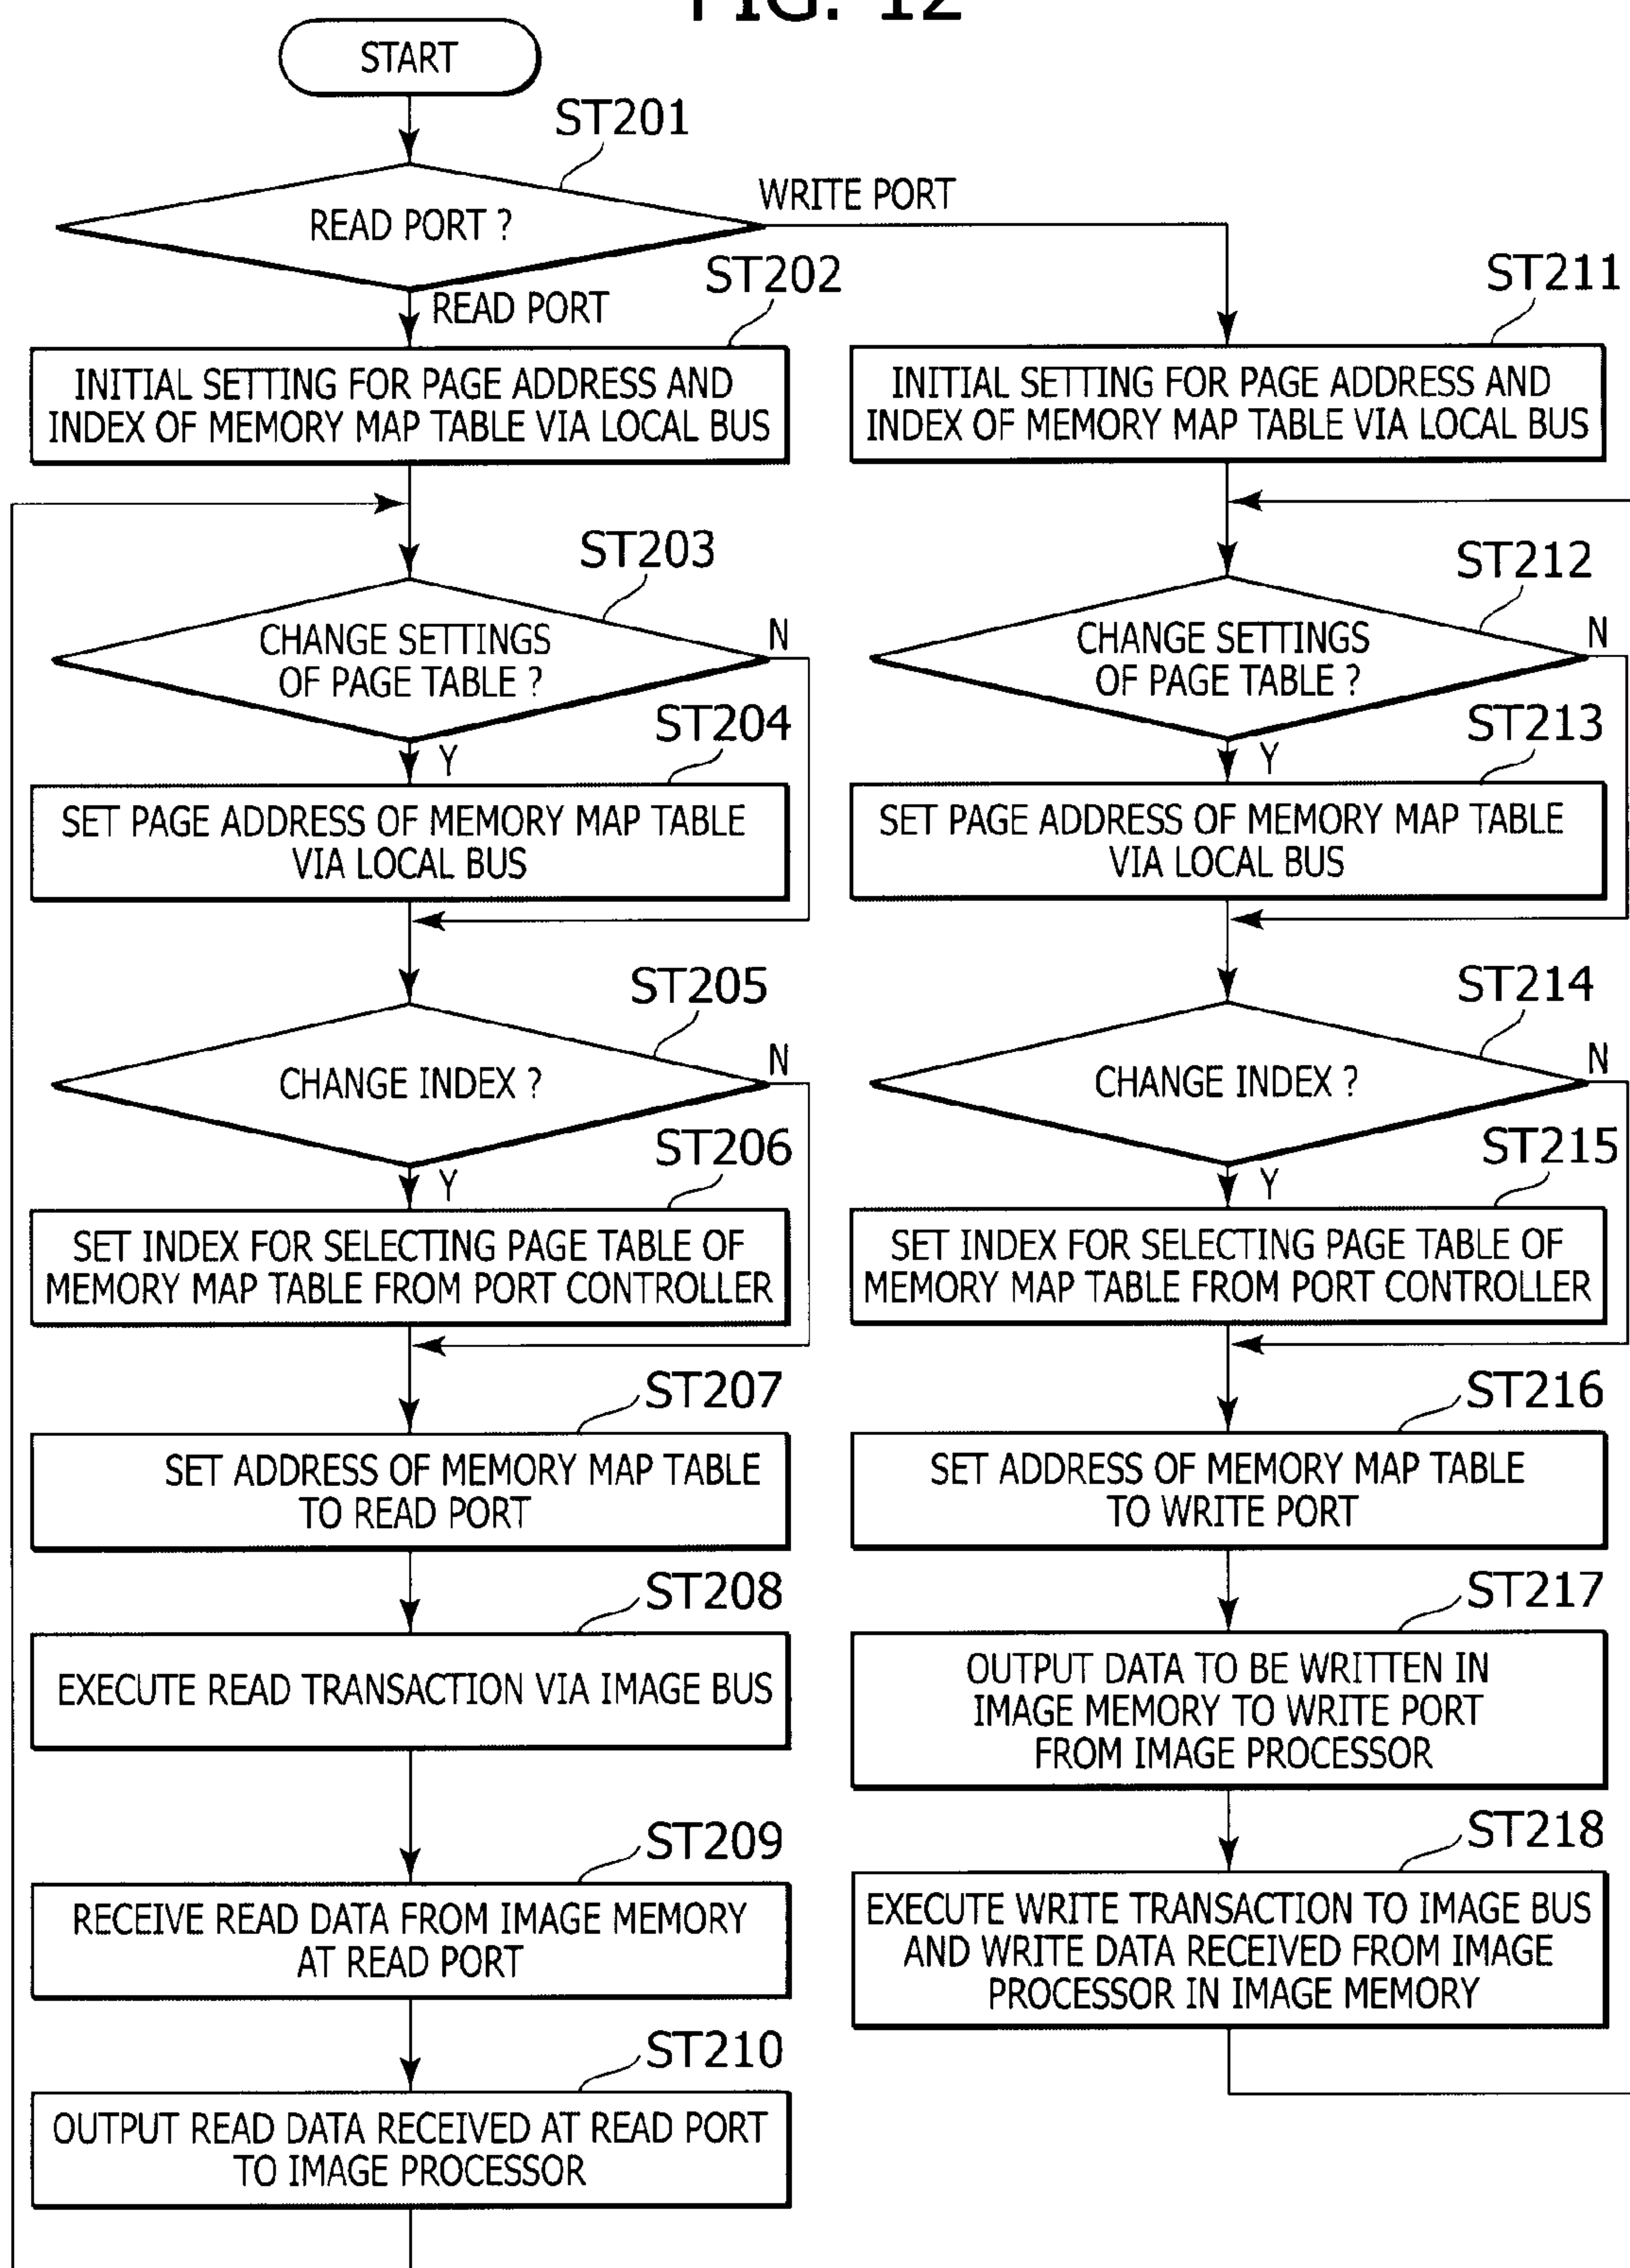 FIG. 12
START
ST201
READ PORT ?
WRITE PORT
READ PORT
ST202
INITIAL SETTING FOR PAGE ADDRESS AND
INDEX OF MEMORY MAP TABLE VIA LOCAL BUS
ST203
CHANGE SETTINGS
OF PAGE TABLE ?
N
Y
ST204
SET PAGE ADDRESS OF MEMORY MAP TABLE
VIA LOCAL BUS
ST205
CHANGE INDEX ?
N
Y
ST206
SET INDEX FOR SELECTING PAGE TABLE OF
MEMORY MAP TABLE FROM PORT CONTROLLER
ST207
SET ADDRESS OF MEMORY MAP TABLE
TO READ PORT
ST208
EXECUTE READ TRANSACTION VIA IMAGE BUS
ST209
RECEIVE READ DATA FROM IMAGE MEMORY
AT READ PORT
ST210
OUTPUT READ DATA RECEIVED AT READ PORT
TO IMAGE PROCESSOR
ST211
INITIAL SETTING FOR PAGE ADDRESS AND
INDEX OF MEMORY MAP TABLE VIA LOCAL BUS
ST212
CHANGE SETTINGS
OF PAGE TABLE ?
N
Y
ST213
SET PAGE ADDRESS OF MEMORY MAP TABLE
VIA LOCAL BUS
ST214
CHANGE INDEX ?
N
Y
ST215
SET INDEX FOR SELECTING PAGE TABLE OF
MEMORY MAP TABLE FROM PORT CONTROLLER
ST216
SET ADDRESS OF MEMORY MAP TABLE
TO WRITE PORT
ST217
OUTPUT DATA TO BE WRITTEN IN
IMAGE MEMORY TO WRITE PORT
FROM IMAGE PROCESSOR
ST218
EXECUTE WRITE TRANSACTION TO IMAGE BUS
AND WRITE DATA RECEIVED FROM IMAGE
PROCESSOR IN IMAGE MEMORY